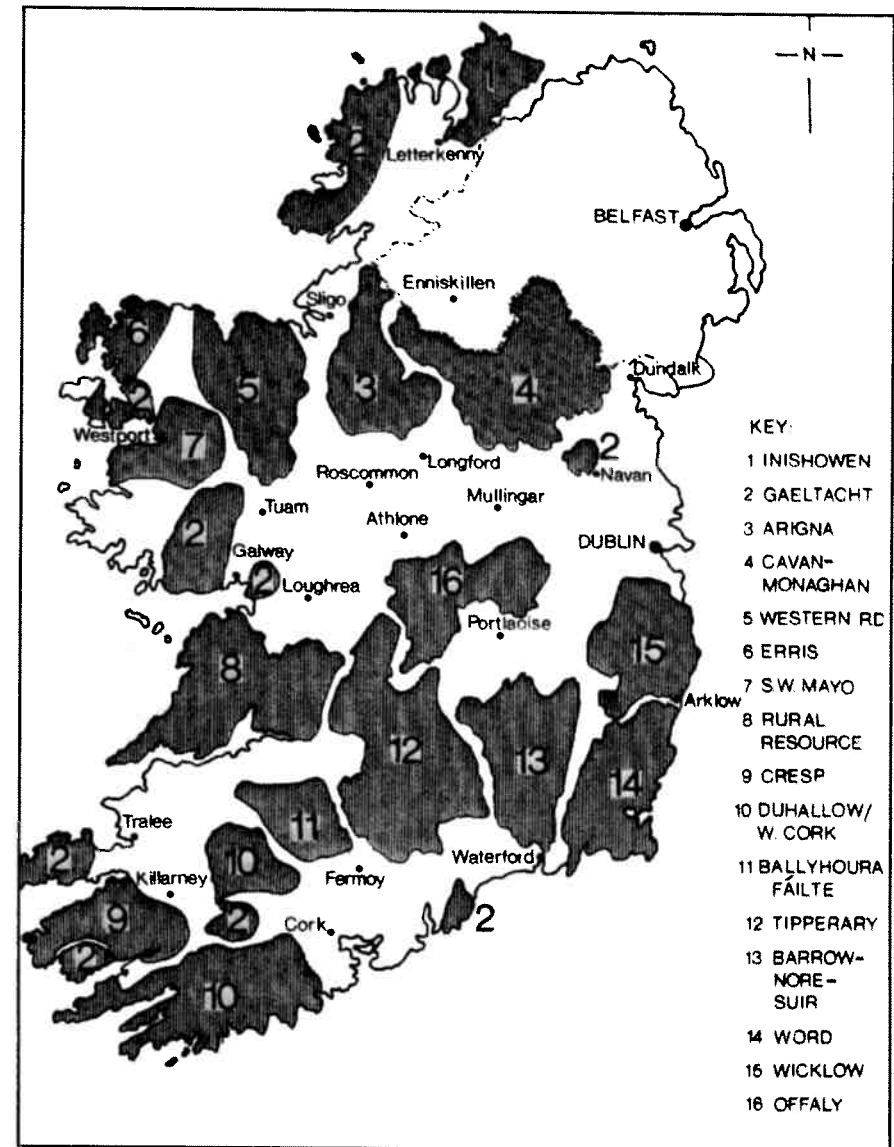 N
1
2
Letterkenny
BELFAST
Enniskillen
Sligo
6
5
3
4
Dundalk
2
Westport
7
2
Navan
Longford
Roscommon
Mullingar
Tuam
Athlone
2
Galway
DUBLIN
2
Loughrea
16
Portlaoise
15
8
Arklow
12
13
14
11
Tralee
10
Waterford
2
Killarney
Fermoy
9
2
Cork
2
2
10
KEY:
1 INISHOWEN
2 GAELTACHT
3 ARIGNA
4 CAVAN-
MONAGHAN
5 WESTERN RD
6 ERRIS
7 S.W. MAYO
8 RURAL
RESOURCE
9 CRESP
10 DUHALLOW/
W. CORK
11 BALLYHOURA
FÁILTE
12 TIPPERARY
13 BARROW-
NORE-
SUIR
14 WORD
15 WICKLOW
16 OFFALY